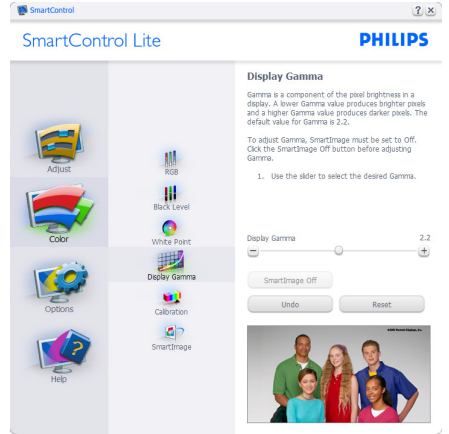 SmartControl
? x
SmartControl Lite
PHILIPS
Adjust
Color
Options
Help
RGB
Black Level
White Point
Display Gamma
Calibration
SmartImage
Display Gamma
Gamma is a component of the pixel brightness in a
display. A lower Gamma value produces brighter pixels
and a higher Gamma value produces darker pixels. The
default value for Gamma is 2.2.
To adjust Gamma, SmartImage must be set to Off.
Click the SmartImage Off button before adjusting
Gamma.
1. Use the slider to select the desired Gamma.
Display Gamma 2.2
SmartImage Off
Undo Reset